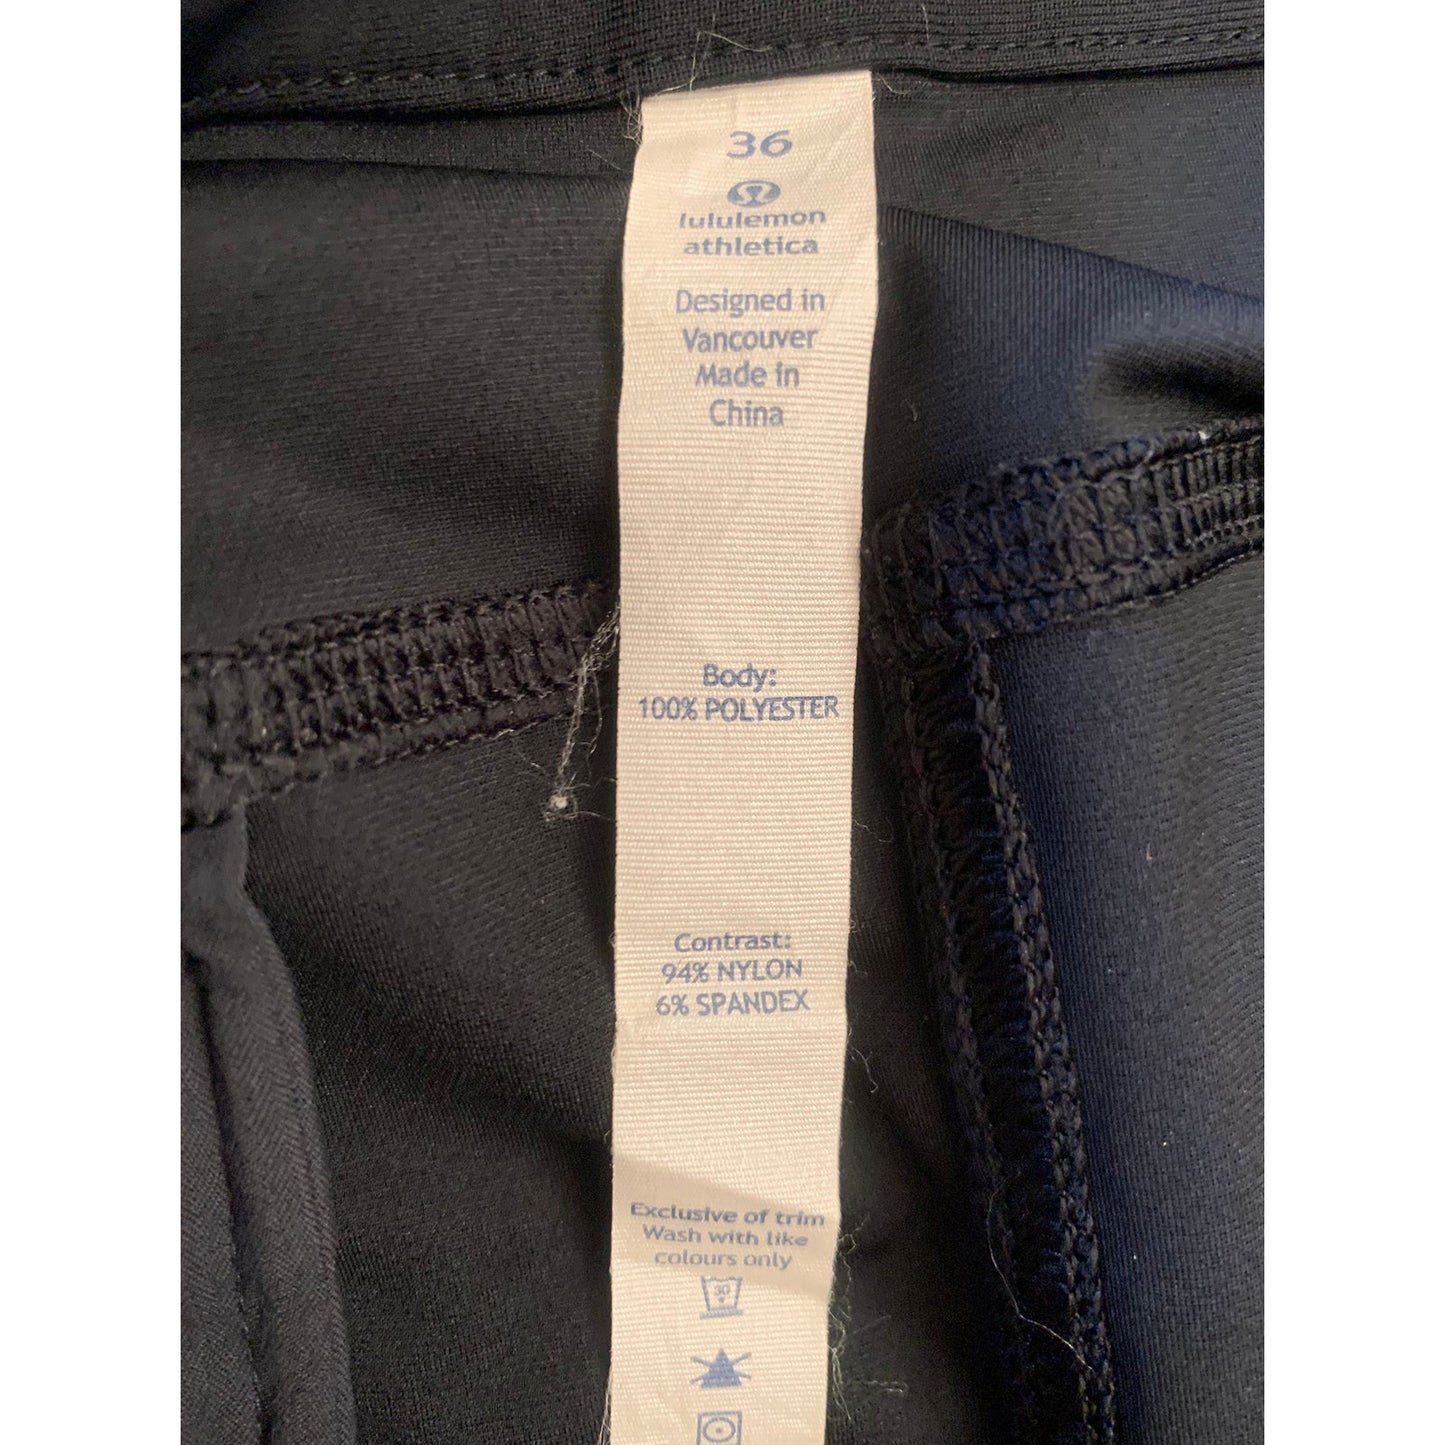 36
lululemon
athletica
Designed in
Vancouver
Made in
China
Body:
100% POLYESTER
Contrast:
94% NYLON
6% SPANDEX
Exclusive of trim
Wash with like
colours only
30